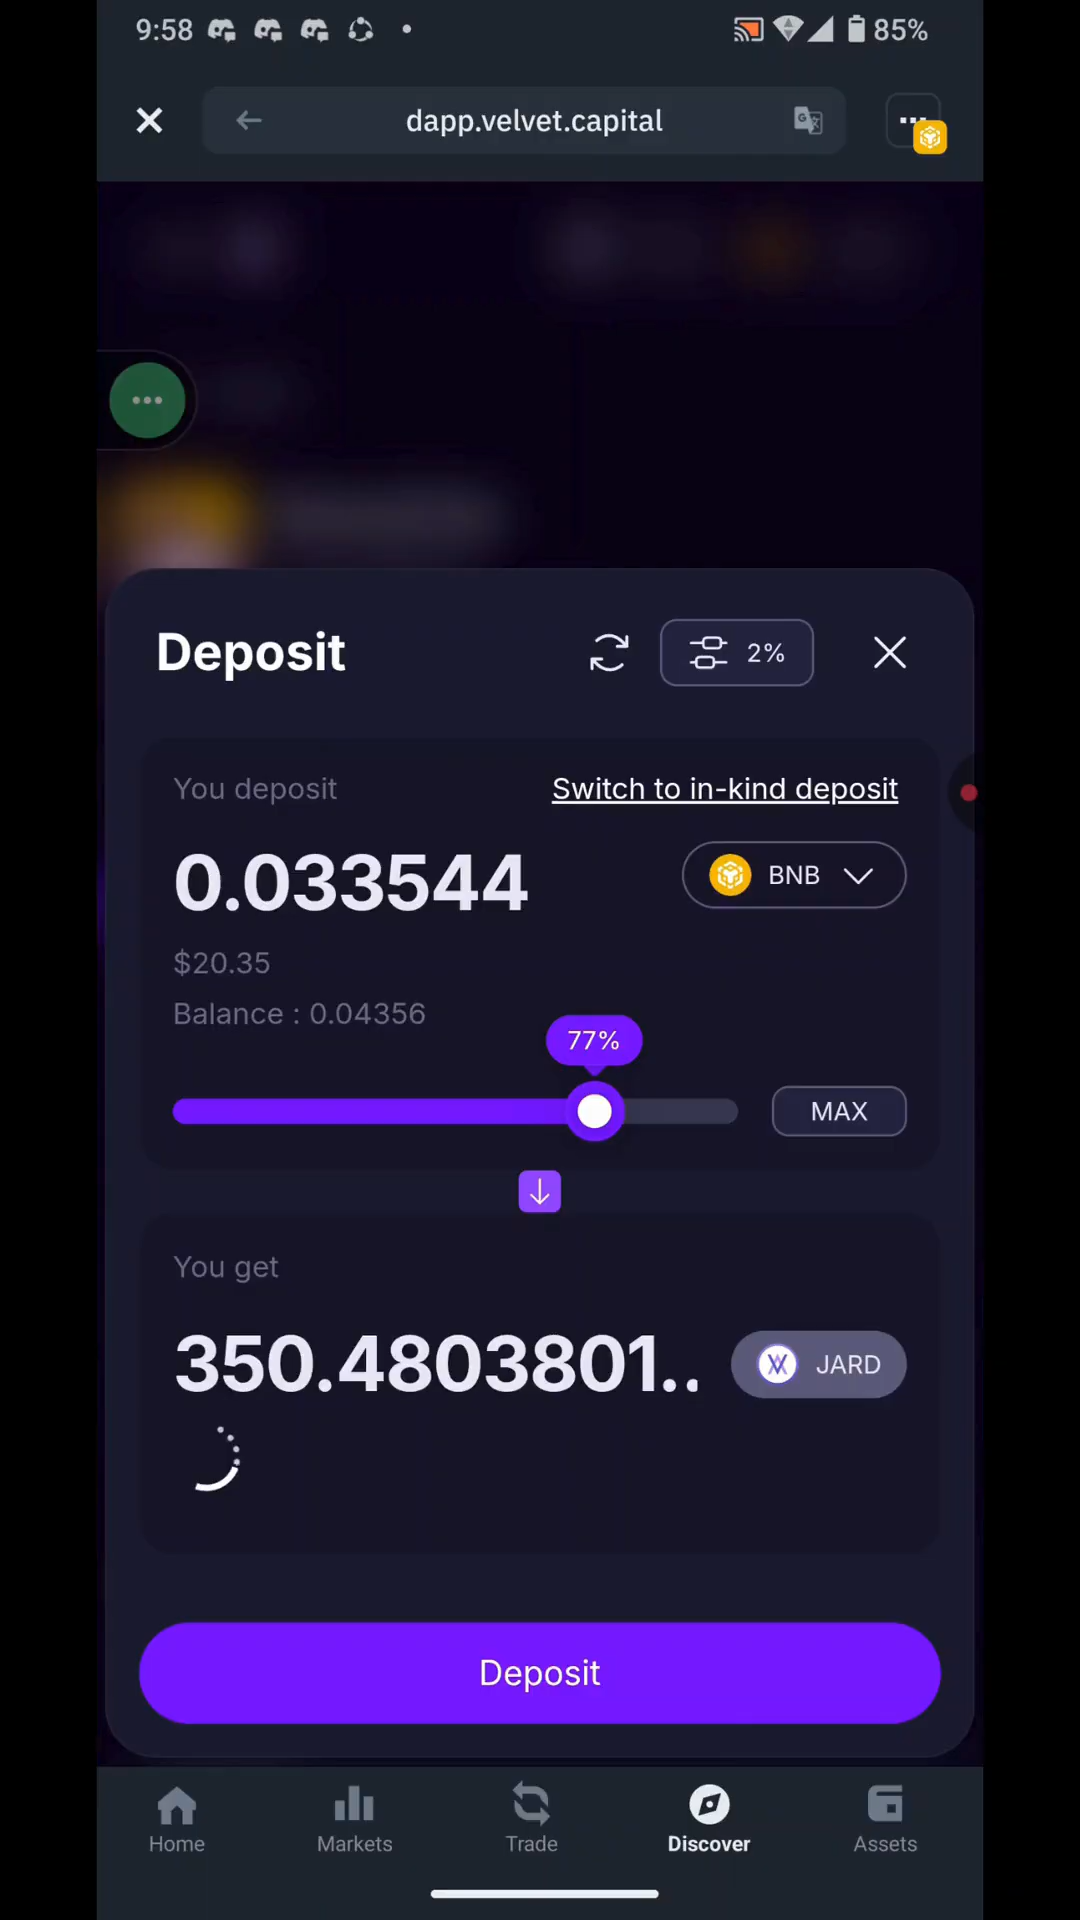 9:58
85%
dapp.velvet.capital
Deposit
2%
You deposit
Switch to in-kind deposit
0.033544
BNB
$20.35
Balance : 0.04356
77%
MAX
You get
350.4803801..
JARD
Deposit
Home
Markets
Trade
Discover
Assets